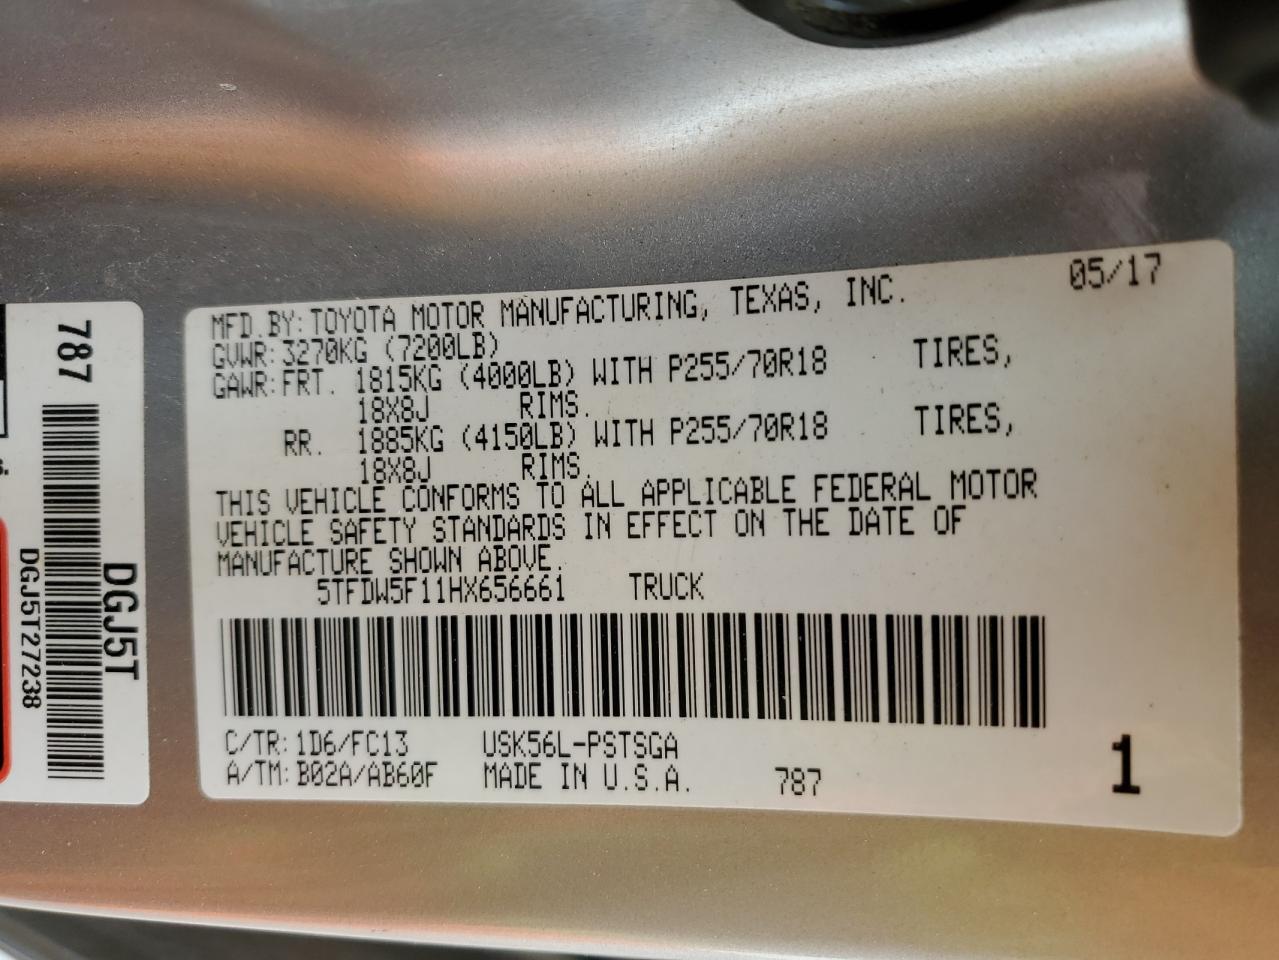 787
DGJ5T
DGJ5T27238
s.
05/17
MFD.BY:TOYOTA MOTOR MANUFACTURING, TEXAS, INC.
GVWR:3270KG (7200LB)
GAWR:FRT. 1815KG (4000LB) WITH P255/70R18 TIRES,
18X8J RIMS.
RR. 1885KG (4150LB) WITH P255/70R18 TIRES,
18X8J RIMS.
THIS VEHICLE CONFORMS TO ALL APPLICABLE FEDERAL MOTOR
VEHICLE SAFETY STANDARDS IN EFFECT ON THE DATE OF
MANUFACTURE SHOWN ABOVE.
5TFDW5F11HX656661 TRUCK
C/TR:1D6/FC13 USK56L-PSTSGA
A/TM:B02A/AB60F MADE IN U.S.A. 787 1